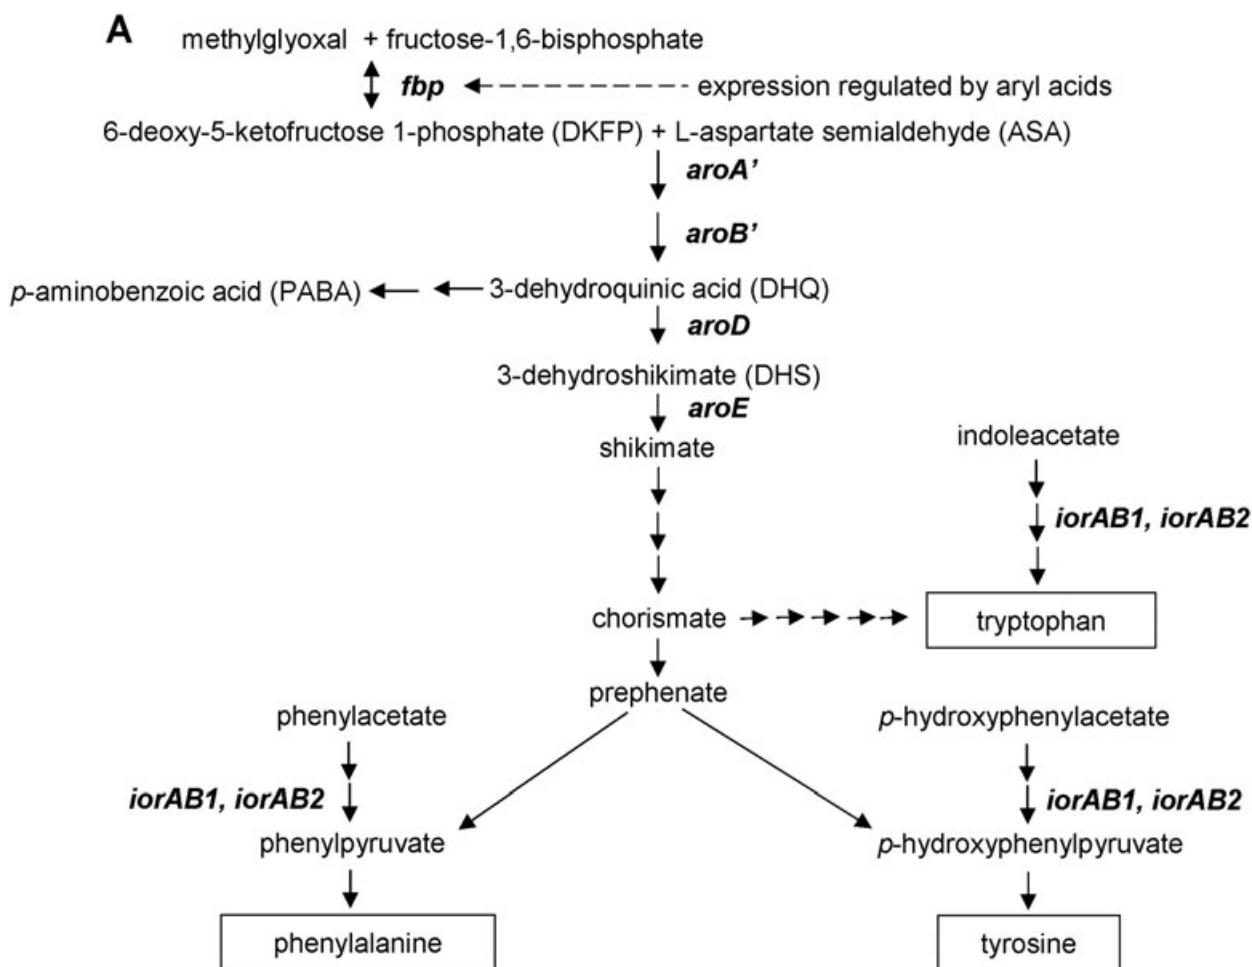 A
methylglyoxal + fructose-1,6-bisphosphate
fbp
expression regulated by aryl acids
6-deoxy-5-ketofructose 1-phosphate (DKFP) + L-aspartate semialdehyde (ASA)
aroA’
aroB’
p-aminobenzoic acid (PABA)
3-dehydroquinic acid (DHQ)
aroD
3-dehydroshikimate (DHS)
aroE
shikimate
indoleacetate
iorAB1, iorAB2
chorismate
tryptophan
prephenate
phenylacetate
p-hydroxyphenylacetate
iorAB1, iorAB2
iorAB1, iorAB2
phenylpyruvate
p-hydroxyphenylpyruvate
phenylalanine
tyrosine